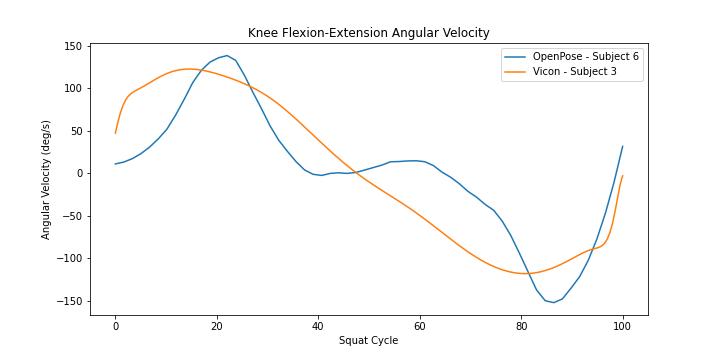 Knee Flexion-Extension Angular Velocity
OpenPose - Subject 6
Vicon - Subject 3
Angular Velocity (deg/s)
150
100
50
0
−50
−100
−150
0 20 40 60 80 100
Squat Cycle